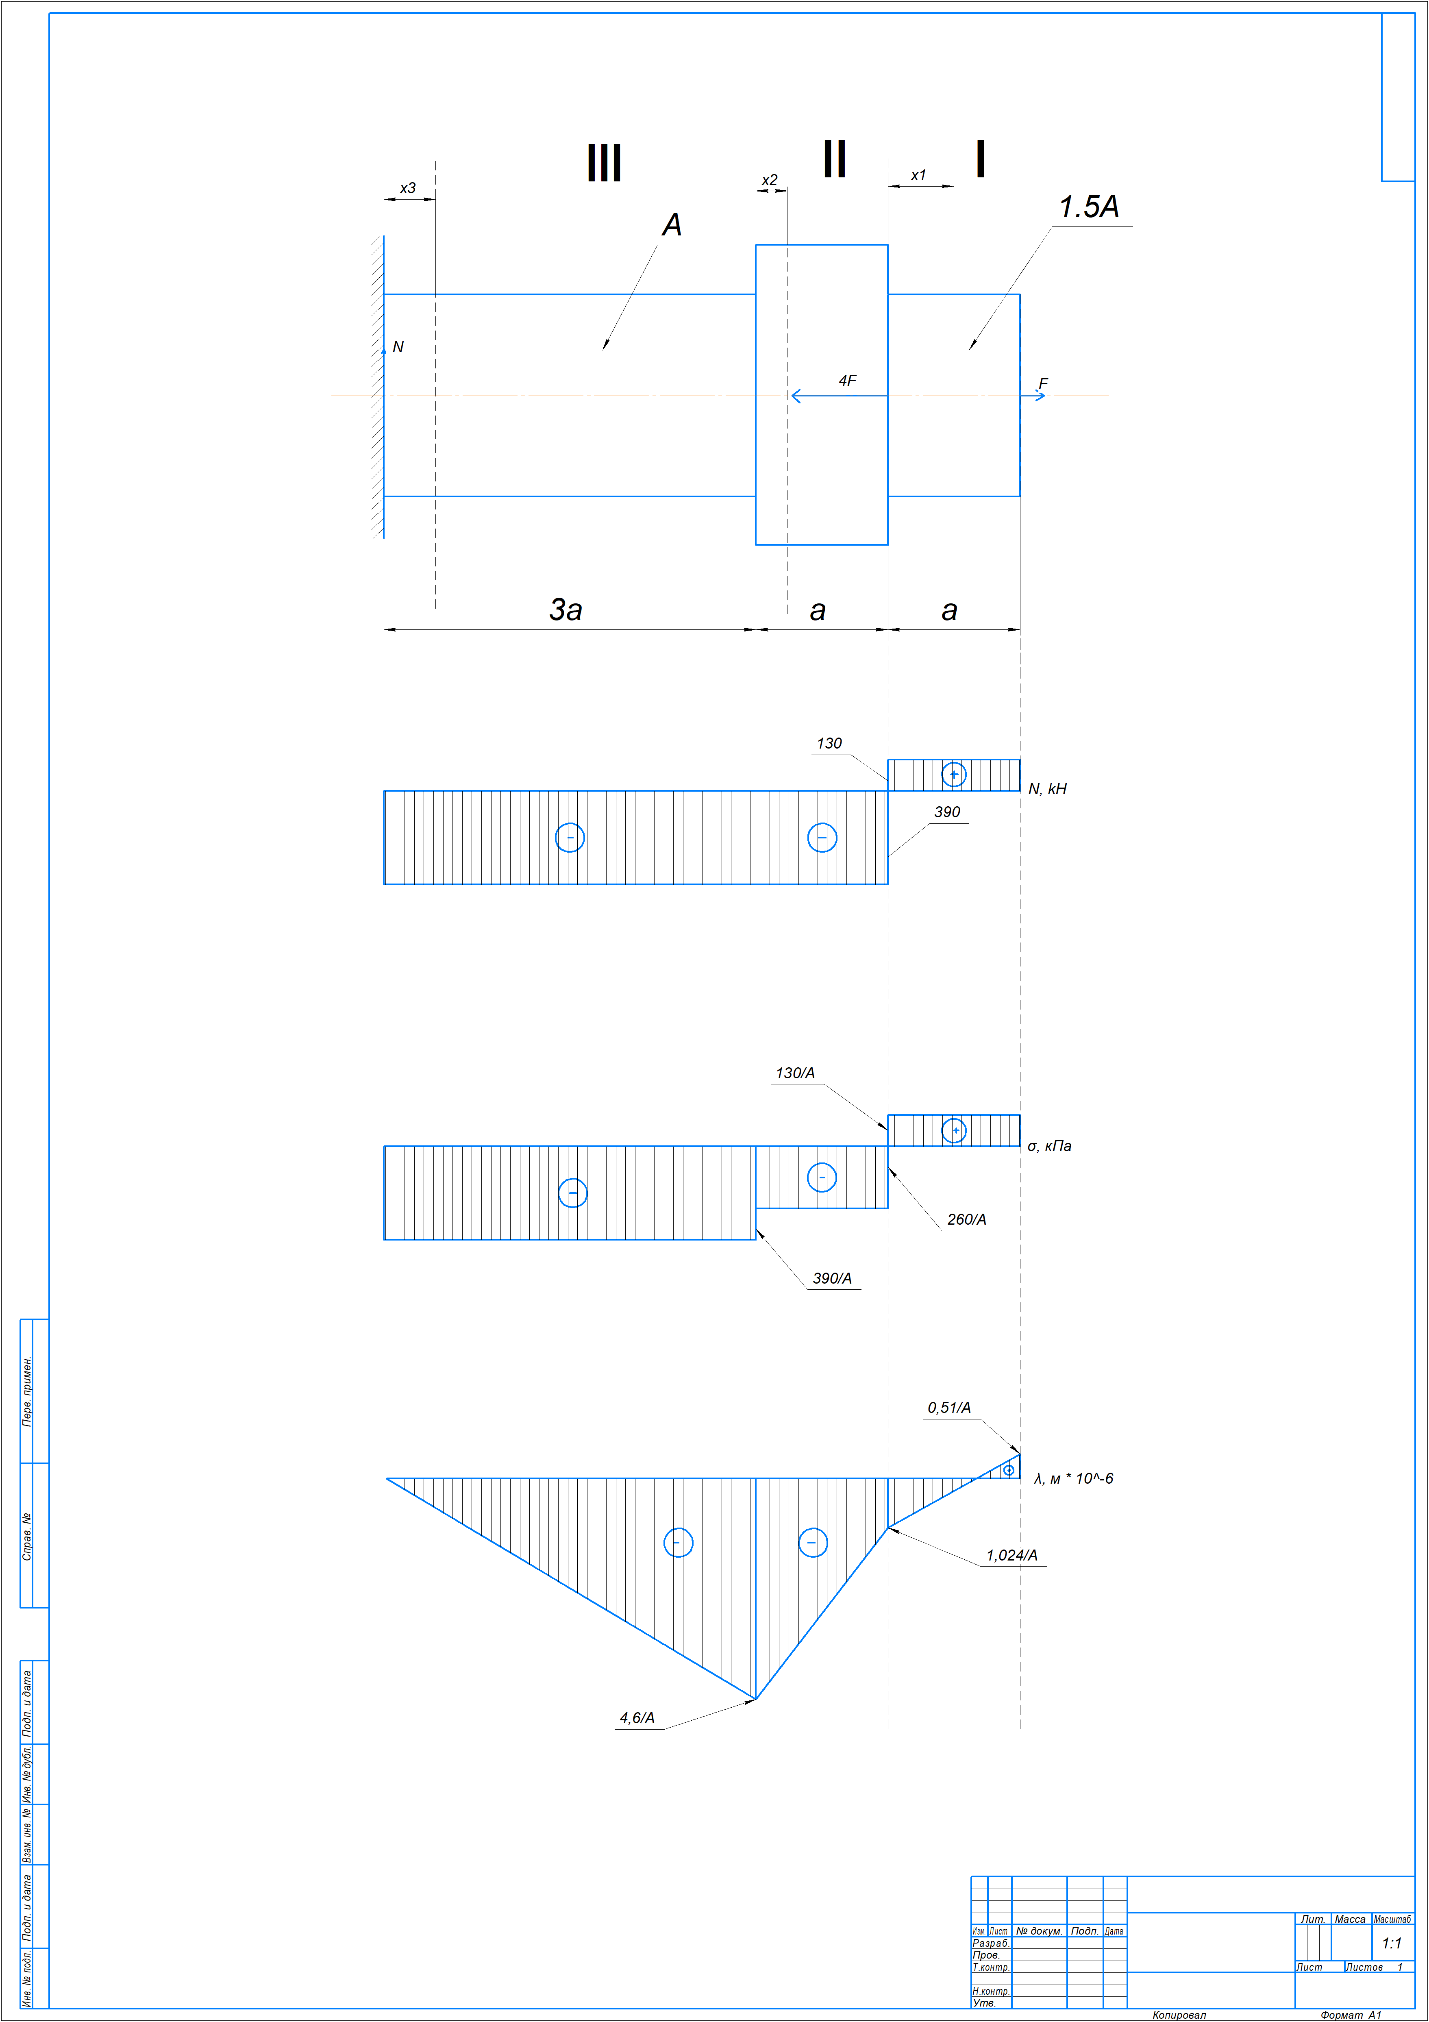 III
II
I
x3
x2
x1
A
1.5A
N
4F
F
3a
a
a
130
N, kH
390
130/A
σ, кПа
260/A
390/A
0,51/A
λ, м * 10^-6
1,024/A
4,6/A
Перв. примен.
Справ. №
Подп. и дата
Инв. № дубл.
Взам. инв. №
Подп. и дата
Инв. № подл.
Изм Лист № докум. Подп. Дата
Разраб.
Пров.
Т.контр.
Н.контр.
Утв.
Лит. Масса Масштаб
1:1
Лист Листов 1
Копировал Формат А1